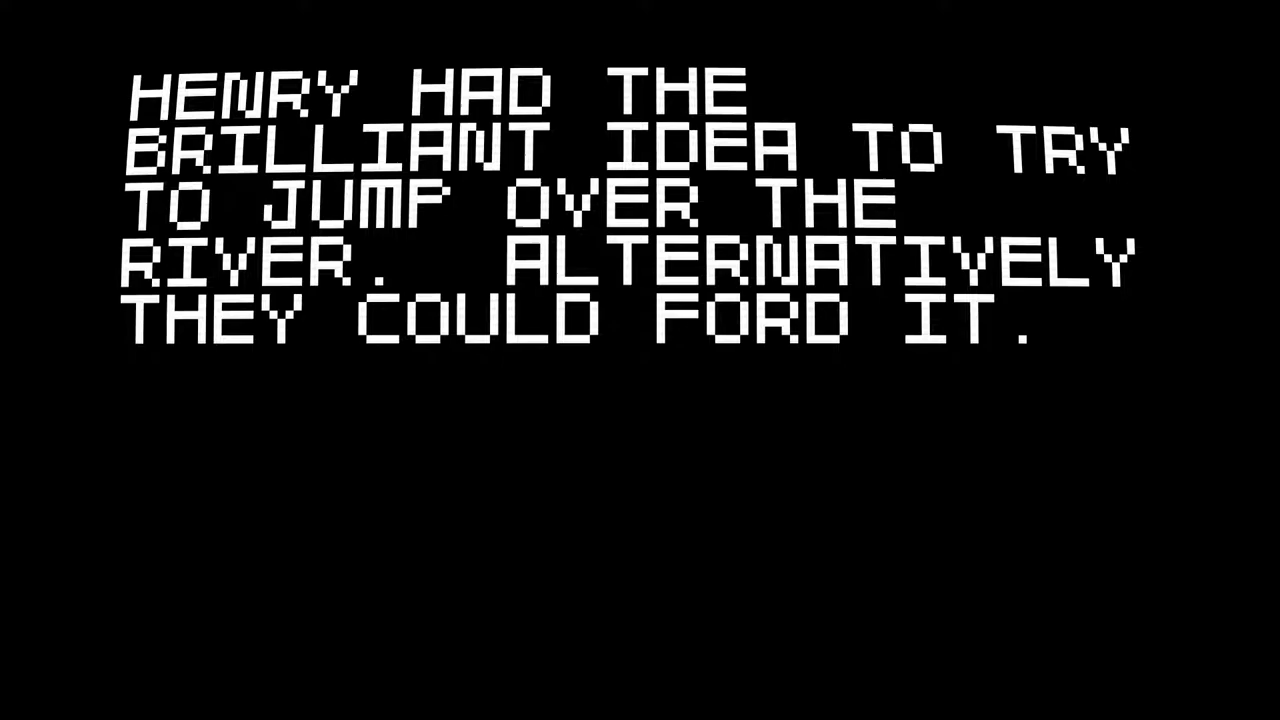 HENRY HAD THE
BRILLIANT IDEA TO TRY
TO JUMP OVER THE
RIVER.  ALTERNATIVELY
THEY COULD FORD IT.